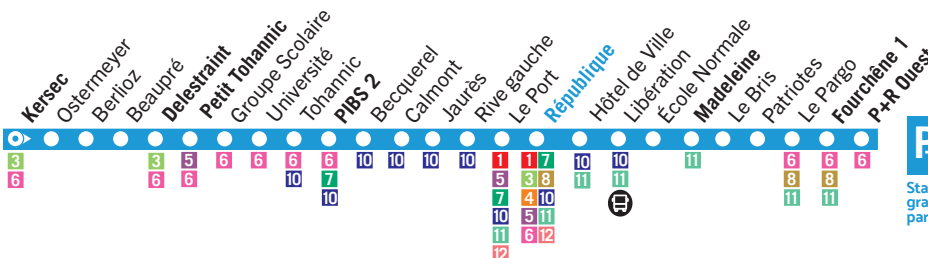 Kersec
Ostermeyer
Berlioz
Beaupré
Delestraint
Petit Tohannic
Groupe Scolaire
Université
Tohannic
PIBS 2
Becquerel
Calmont
Jaurès
Rive gauche
Le Port
République
Hôtel de Ville
Libération
École Normale
Madeleine
Le Bris
Patriotes
Le Pargo
Fourchêne 1
P+R Ouest
3 3 5 6 6 6 6 10 10 10 10 1 1 7 10 10 11 6 6 6
6 6 6 10 7 5 3 8 11 11 8 8
10 7 4 10 11 11
10 5 11
11 6 12
12
P
Sta
gra
par